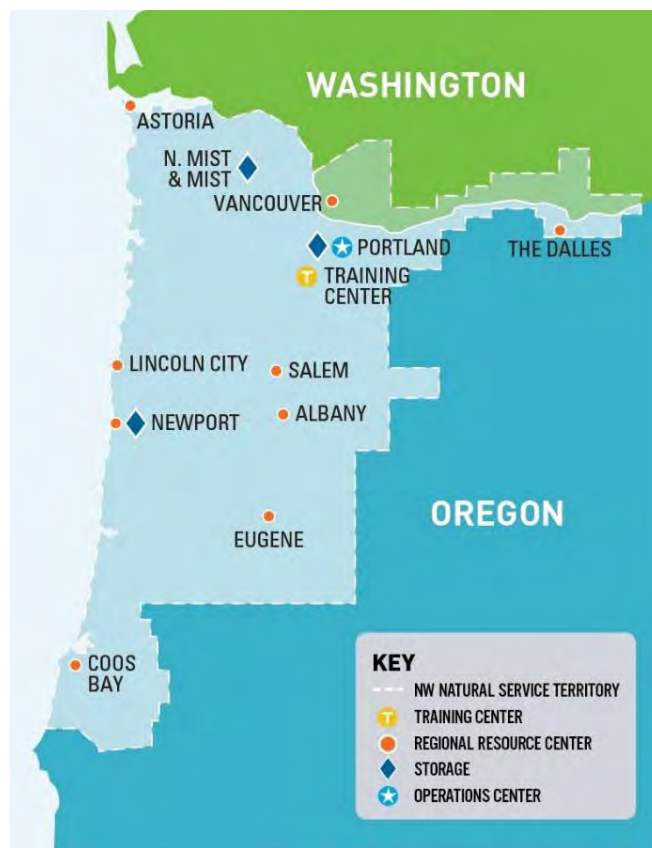 WASHINGTON
ASTORIA
N. MIST
& MIST
VANCOUVER
PORTLAND
THE DALLES
T TRAINING
CENTER
LINCOLN CITY
SALEM
NEWPORT
ALBANY
OREGON
EUGENE
COOS
BAY
KEY
NW NATURAL SERVICE TERRITORY
T TRAINING CENTER
REGIONAL RESOURCE CENTER
STORAGE
OPERATIONS CENTER